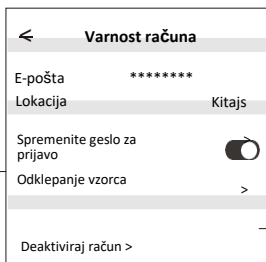 < Varnost računa
E-pošta ********
Lokacija Kitajs
Spremenite geslo za >
prijavo
Odklepanje vzorca >
Deaktiviraj račun >